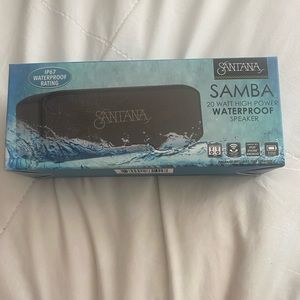 IP67
WATERPROOF
RATING
SANTANA
SANTANA
SAMBA
20 WATT HIGH POWER
WATERPROOF
SPEAKER